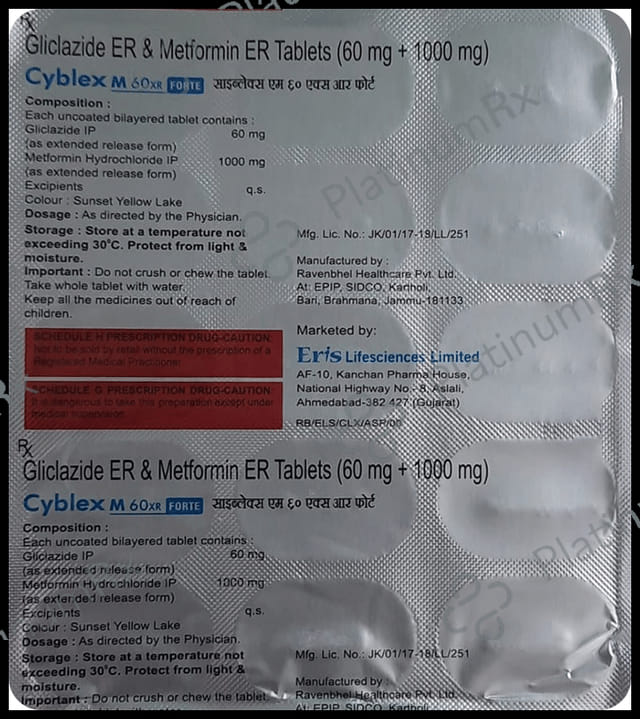 Rx
Gliclazide ER & Metformin ER Tablets (60 mg + 1000 mg)
Cyblex M 60XR FORTE साइब्लेक्स एम ६० एक्स आर फोर्ट
Composition :
Each uncoated bilayered tablet contains :
Gliclazide IP 60 mg
(as extended release form)
Metformin Hydrochloride IP 1000 mg
(as extended release form)
Excipients q.s.
Colour : Sunset Yellow Lake
Dosage : As directed by the Physician.
Storage : Store at a temperature not
exceeding 30°C. Protect from light &
moisture.
Important : Do not crush or chew the tablet.
Take whole tablet with water.
Keep all the medicines out of reach of
children.
SCHEDULE H PRESCRIPTION DRUG-CAUTION:
Not to be sold by retail without the prescription of a
Registered Medical Practitioner.
SCHEDULE G PRESCRIPTION DRUG-CAUTION:
It is dangerous to take this preparation except under
medical supervision.
Mfg. Lic. No.: JK/01/17-18/LL/251
Manufactured by :
Ravenbhel Healthcare Pvt. Ltd.
At: EPIP, SIDCO, Kartholi,
Bari, Brahmana, Jammu-181133
Marketed by:
Eris Lifesciences Limited
AF-10, Kanchan Pharma House,
National Highway No.- 8, Aslali,
Ahmedabad-382 427 (Gujarat)
RB/ELS/CLX/ASP/00
Rx
Gliclazide ER & Metformin ER Tablets (60 mg + 1000 mg)
Cyblex M 60XR FORTE साइब्लेक्स एम ६० एक्स आर फोर्ट
Composition :
Each uncoated bilayered tablet contains :
Gliclazide IP 60 mg
(as extended release form)
Metformin Hydrochloride IP 1000 mg
(as extended release form)
Excipients q.s.
Colour : Sunset Yellow Lake
Dosage : As directed by the Physician.
Storage : Store at a temperature not
exceeding 30°C. Protect from light &
moisture.
Important : Do not crush or chew the tablet.
Mfg. Lic. No.: JK/01/17-18/LL/251
Manufactured by :
Ravenbhel Healthcare Pvt. Ltd.
At: EPIP, SIDCO, Kartholi,
PlatinumRx
PlatinumRx
PlatinumRx